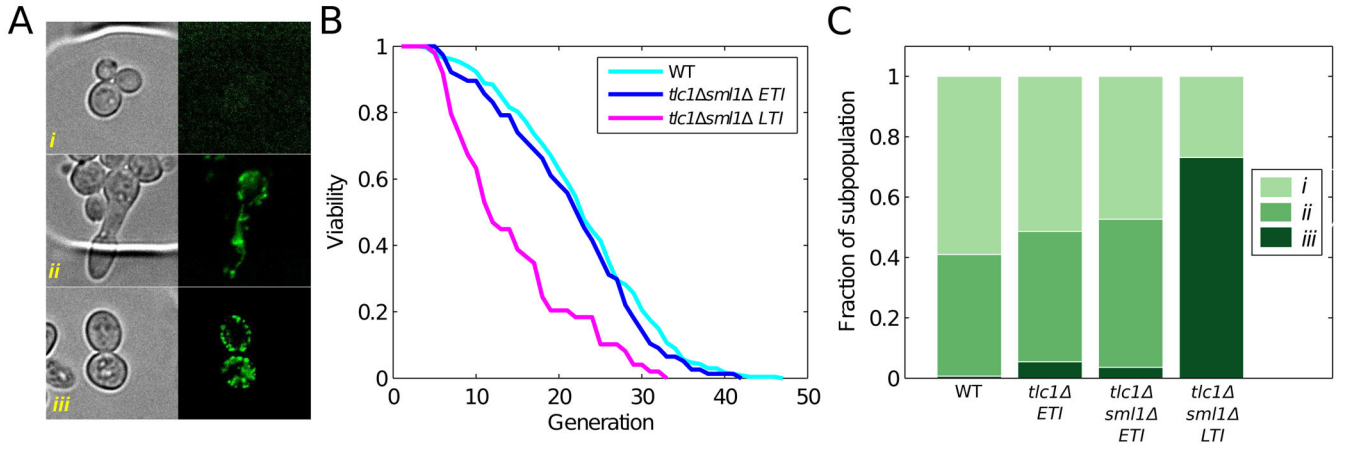 A
i
ii
iii
B
1
0.8
0.6
0.4
0.2
0
Viability
0 10 20 30 40 50
Generation
WT
tlc1Δsml1Δ ETI
tlc1Δsml1Δ LTI
C
1
0.8
0.6
0.4
0.2
0
Fraction of subpopulation
WT
tlc1Δ
ETI
tlc1Δ
sml1Δ
ETI
tlc1Δ
sml1Δ
LTI
i
ii
iii